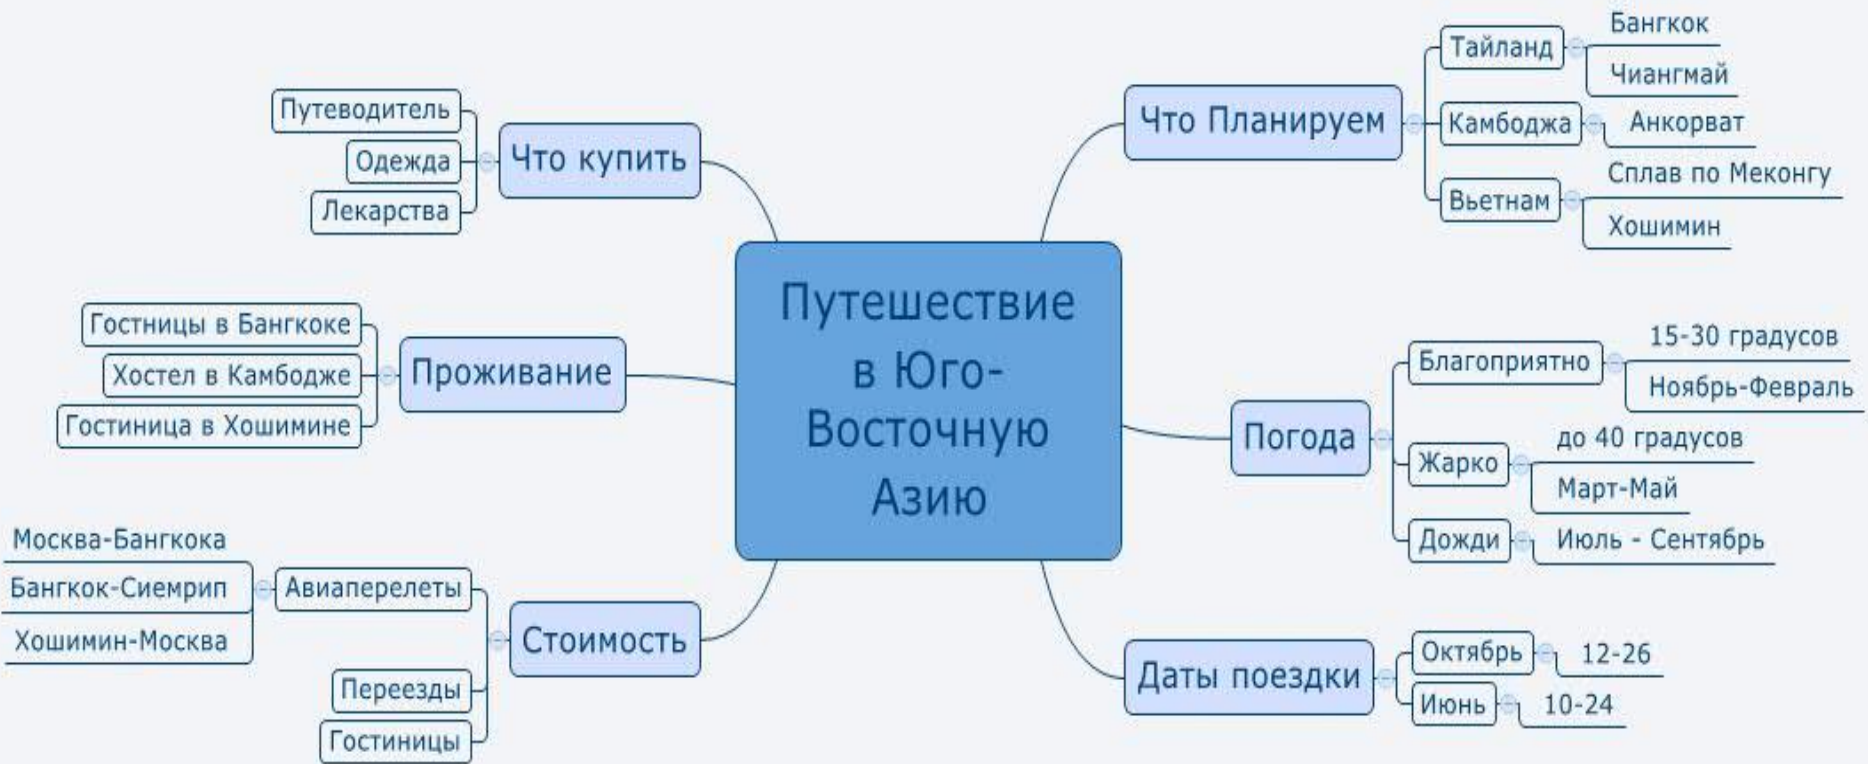 Путешествие
в Юго-
Восточную
Азию
Что купить
Путеводитель
Одежда
Лекарства
Проживание
Гостницы в Бангкоке
Хостел в Камбодже
Гостиница в Хошимине
Стоимость
Авиаперелеты
Москва-Бангкока
Бангкок-Сиемрип
Хошимин-Москва
Переезды
Гостиницы
Что Планируем
Тайланд
Бангкок
Чиангмай
Камбоджа
Анкорват
Вьетнам
Сплав по Меконгу
Хошимин
Погода
Благоприятно
15-30 градусов
Ноябрь-Февраль
Жарко
до 40 градусов
Март-Май
Дожди
Июль - Сентябрь
Даты поездки
Октябрь
12-26
Июнь
10-24